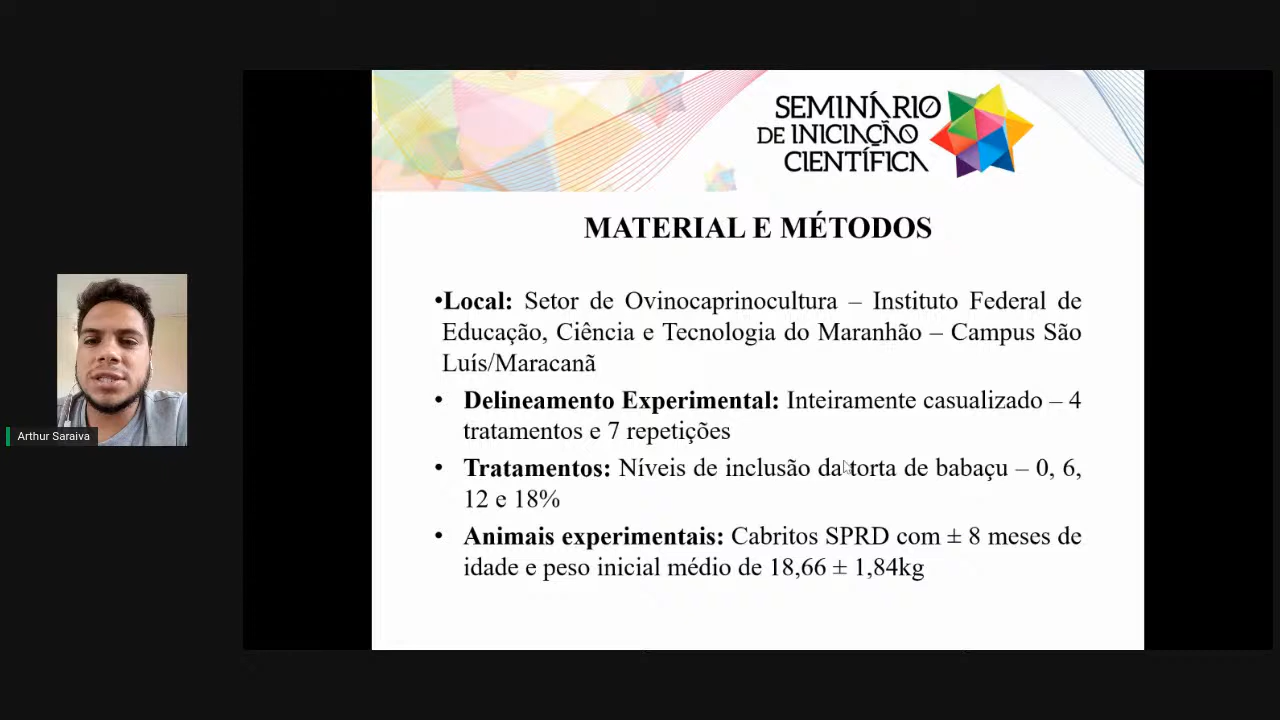 SEMINÁRIO
DE INICIAÇÃO
CIENTÍFICA
MATERIAL E MÉTODOS
•Local: Setor de Ovinocaprinocultura – Instituto Federal de
Educação, Ciência e Tecnologia do Maranhão – Campus São
Luís/Maracanã
• Delineamento Experimental: Inteiramente casualizado – 4
tratamentos e 7 repetições
• Tratamentos: Níveis de inclusão da torta de babaçu – 0, 6,
12 e 18%
• Animais experimentais: Cabritos SPRD com ± 8 meses de
idade e peso inicial médio de 18,66 ± 1,84kg
Arthur Saraiva